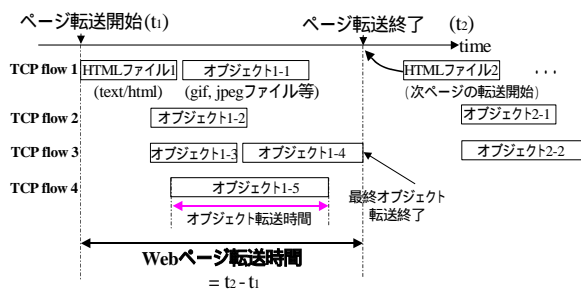 ページ転送開始(t1)
ページ転送終了 (t2)
time
TCP flow 1
HTMLファイル1
オブジェクト1-1
HTMLファイル2
・・・
(text/html)
(gif, jpegファイル等)
(次ページの転送開始)
TCP flow 2
オブジェクト1-2
オブジェクト2-1
TCP flow 3
オブジェクト1-3
オブジェクト1-4
オブジェクト2-2
TCP flow 4
オブジェクト1-5
最終オブジェクト
転送終了
オブジェクト転送時間
Webページ転送時間
= t2 - t1